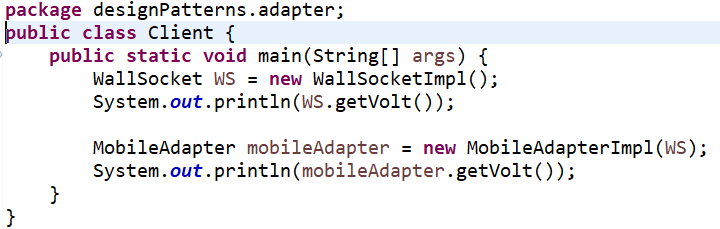 package designPatterns.adapter;
public class Client {
    public static void main(String[] args) {
        WallSocket WS = new WallSocketImpl();
        System.out.println(WS.getVolt());

        MobileAdapter mobileAdapter = new MobileAdapterImpl(WS);
        System.out.println(mobileAdapter.getVolt());
    }
}